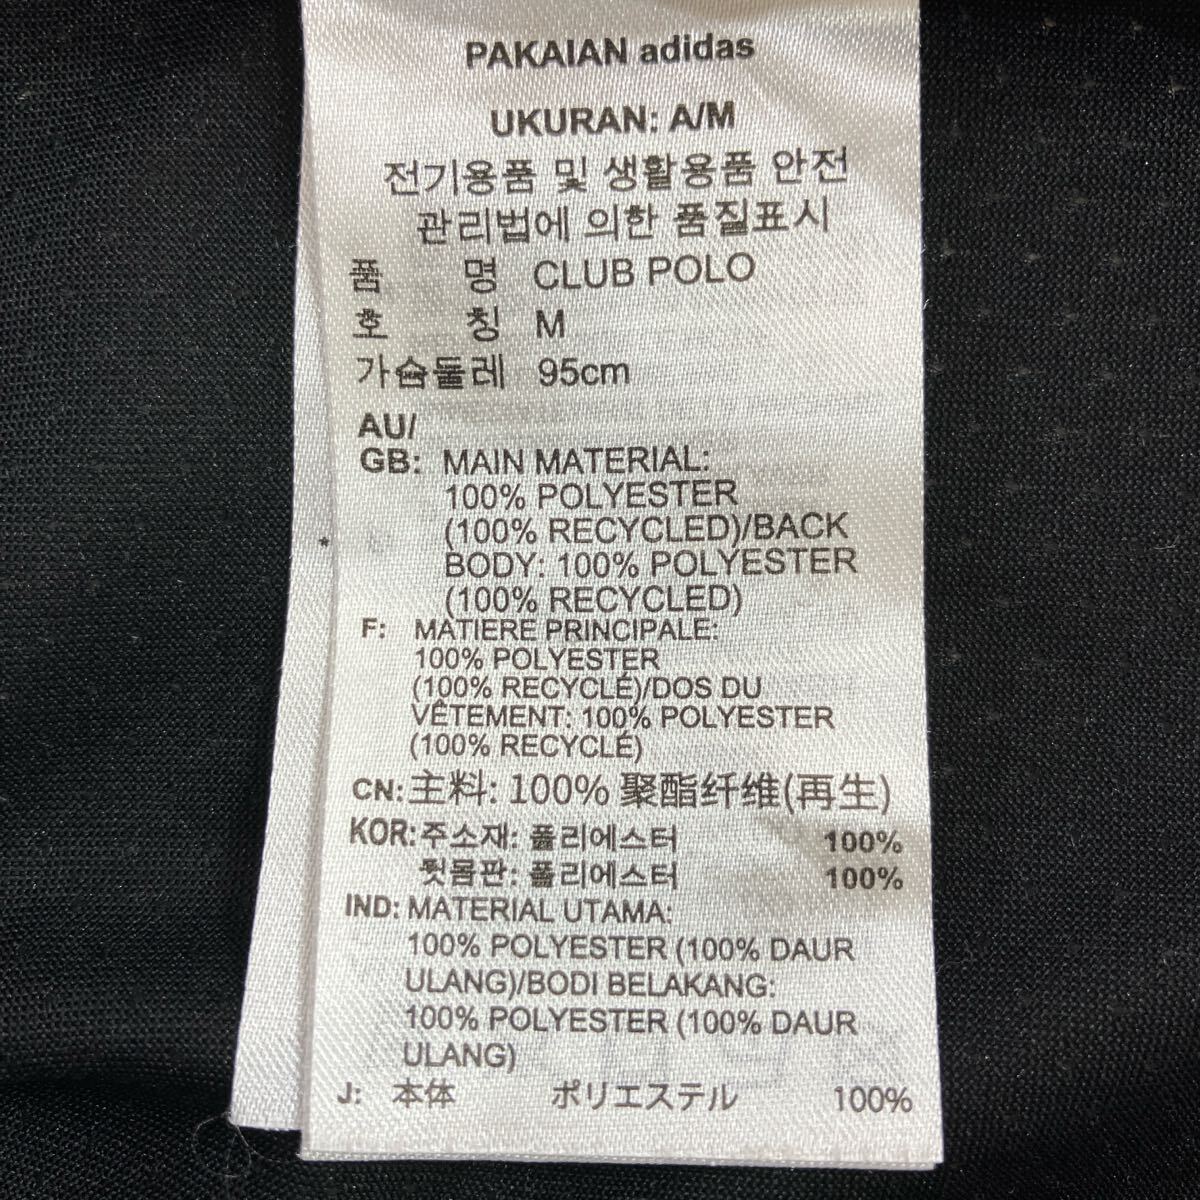 PAKAIAN adidas
UKURAN: A/M
전기용품 및 생활용품 안전
관리법에 의한 품질표시
품 명 CLUB POLO
호 칭 M
가슴둘레 95cm
AU/
GB: MAIN MATERIAL:
100% POLYESTER
(100% RECYCLED)/BACK
BODY: 100% POLYESTER
(100% RECYCLED)
F: MATIERE PRINCIPALE:
100% POLYESTER
(100% RECYCLÉ)/DOS DU
VÊTEMENT: 100% POLYESTER
(100% RECYCLÉ)
CN: 主料: 100% 聚酯纤维(再生)
KOR: 주소재: 폴리에스터 100%
뒷몸판: 폴리에스터 100%
IND: MATERIAL UTAMA:
100% POLYESTER (100% DAUR
ULANG)/BODI BELAKANG:
100% POLYESTER (100% DAUR
ULANG)
J: 本体 ポリエステル 100%